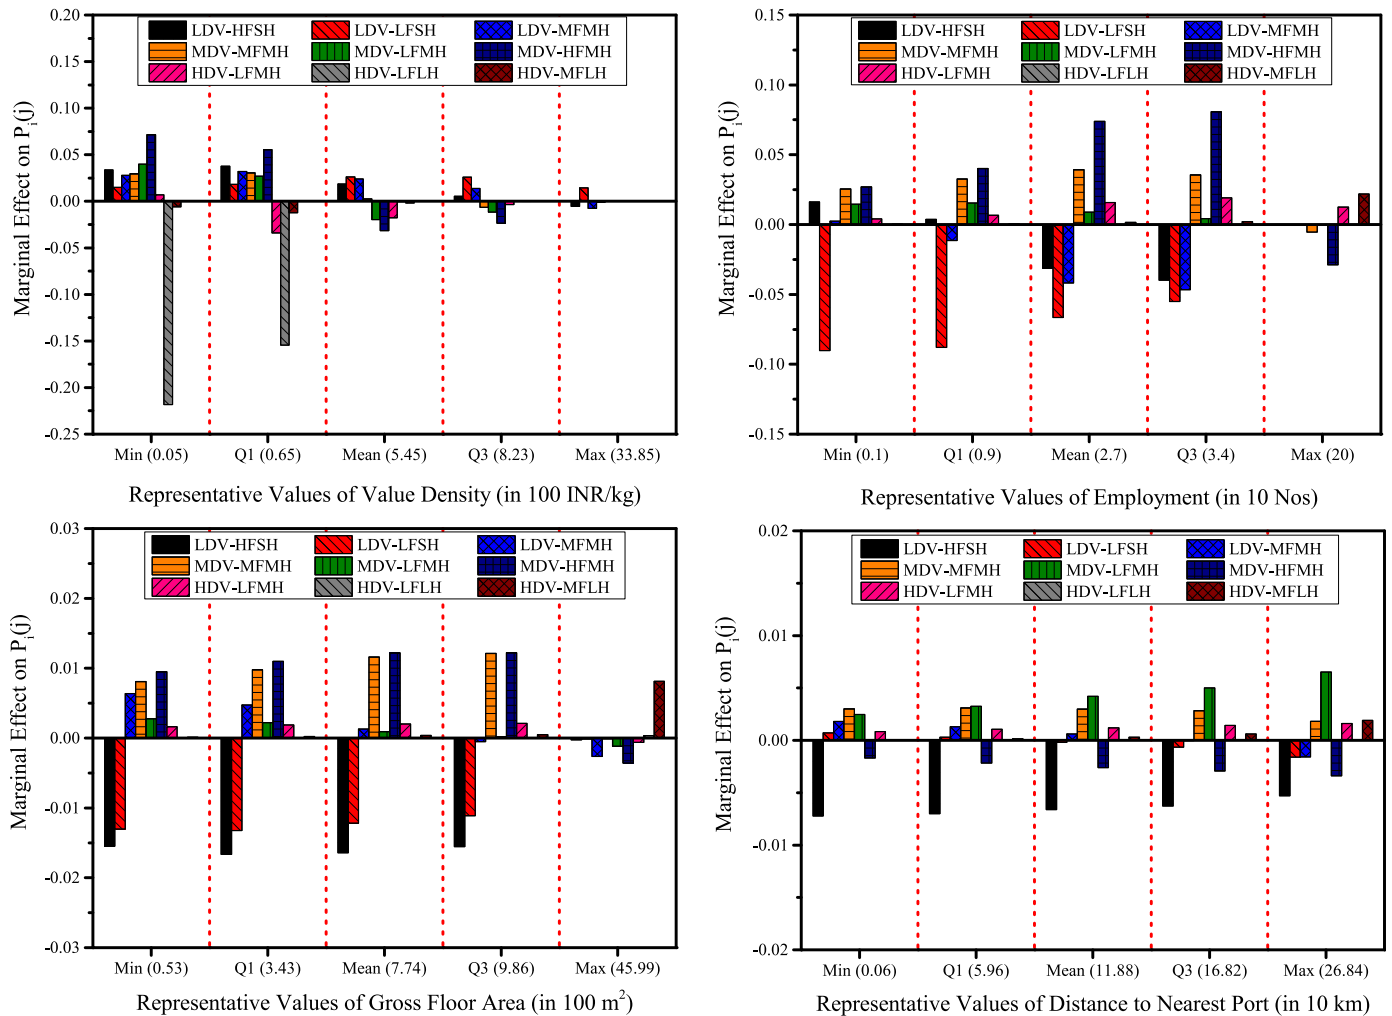 LDV-HFSH LDV-LFSH LDV-MFMH
MDV-MFMH MDV-LFMH MDV-HFMH
HDV-LFMH HDV-LFLH HDV-MFLH
0.20
0.15
0.10
0.05
0.00
-0.05
-0.10
-0.15
-0.20
-0.25
Marginal Effect on P_i(j)
Min (0.05) Q1 (0.65) Mean (5.45) Q3 (8.23) Max (33.85)
Representative Values of Value Density (in 100 INR/kg)
LDV-HFSH LDV-LFSH LDV-MFMH
MDV-MFMH MDV-LFMH MDV-HFMH
HDV-LFMH HDV-LFLH HDV-MFLH
0.15
0.10
0.05
0.00
-0.05
-0.10
-0.15
Marginal Effect on P_i(j)
Min (0.1) Q1 (0.9) Mean (2.7) Q3 (3.4) Max (20)
Representative Values of Employment (in 10 Nos)
LDV-HFSH LDV-LFSH LDV-MFMH
MDV-MFMH MDV-LFMH MDV-HFMH
HDV-LFMH HDV-LFLH HDV-MFLH
0.03
0.02
0.01
0.00
-0.01
-0.02
-0.03
Marginal Effect on P_i(j)
Min (0.53) Q1 (3.43) Mean (7.74) Q3 (9.86) Max (45.99)
Representative Values of Gross Floor Area (in 100 m²)
LDV-HFSH LDV-LFSH LDV-MFMH
MDV-MFMH MDV-LFMH MDV-HFMH
HDV-LFMH HDV-LFLH HDV-MFLH
0.02
0.01
0.00
-0.01
-0.02
Marginal Effect on P_i(j)
Min (0.06) Q1 (5.96) Mean (11.88) Q3 (16.82) Max (26.84)
Representative Values of Distance to Nearest Port (in 10 km)